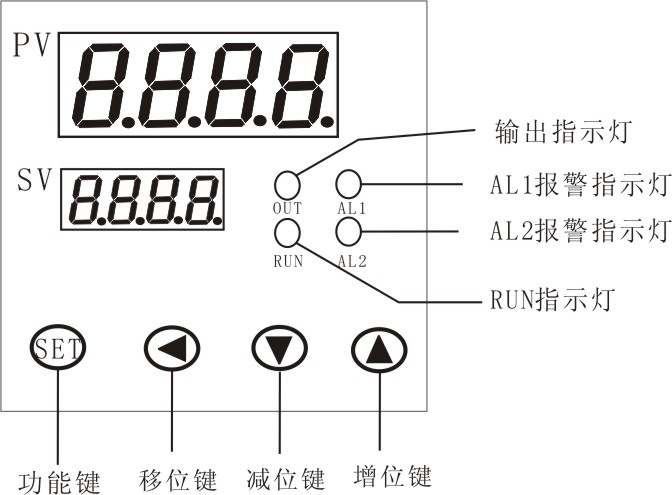 PV 8.8.8.8.
输出指示灯
SV 8.8.8.8.
AL1报警指示灯
OUT AL1
AL2报警指示灯
RUN AL2
RUN指示灯
SET
功能键 移位键 减位键 增位键